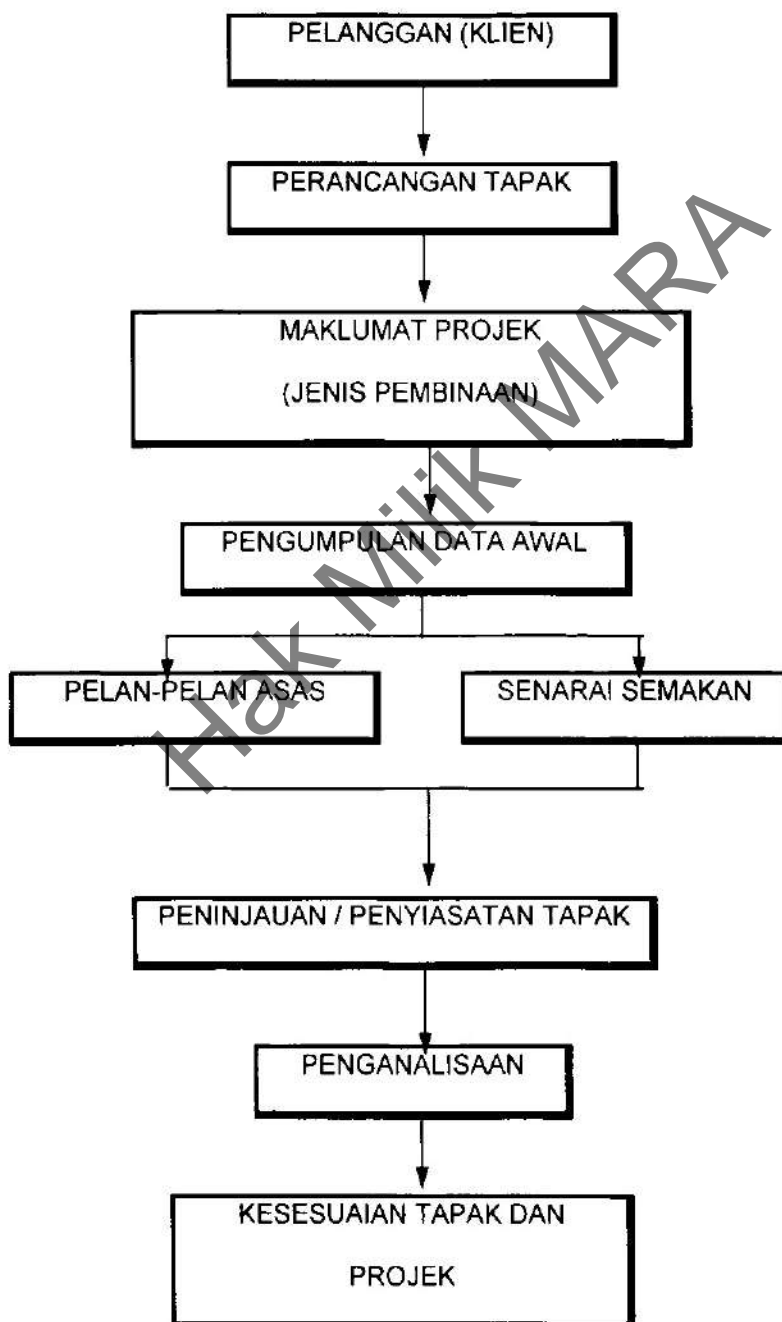 PELANGGAN (KLIEN)
PERANCANGAN TAPAK
MAKLUMAT PROJEK
(JENIS PEMBINAAN)
PENGUMPULAN DATA AWAL
PELAN-PELAN ASAS
SENARAI SEMAKAN
PENINJAUAN / PENYIASATAN TAPAK
PENGANALISAAN
KESESUAIAN TAPAK DAN
PROJEK
Hak Milik MARA